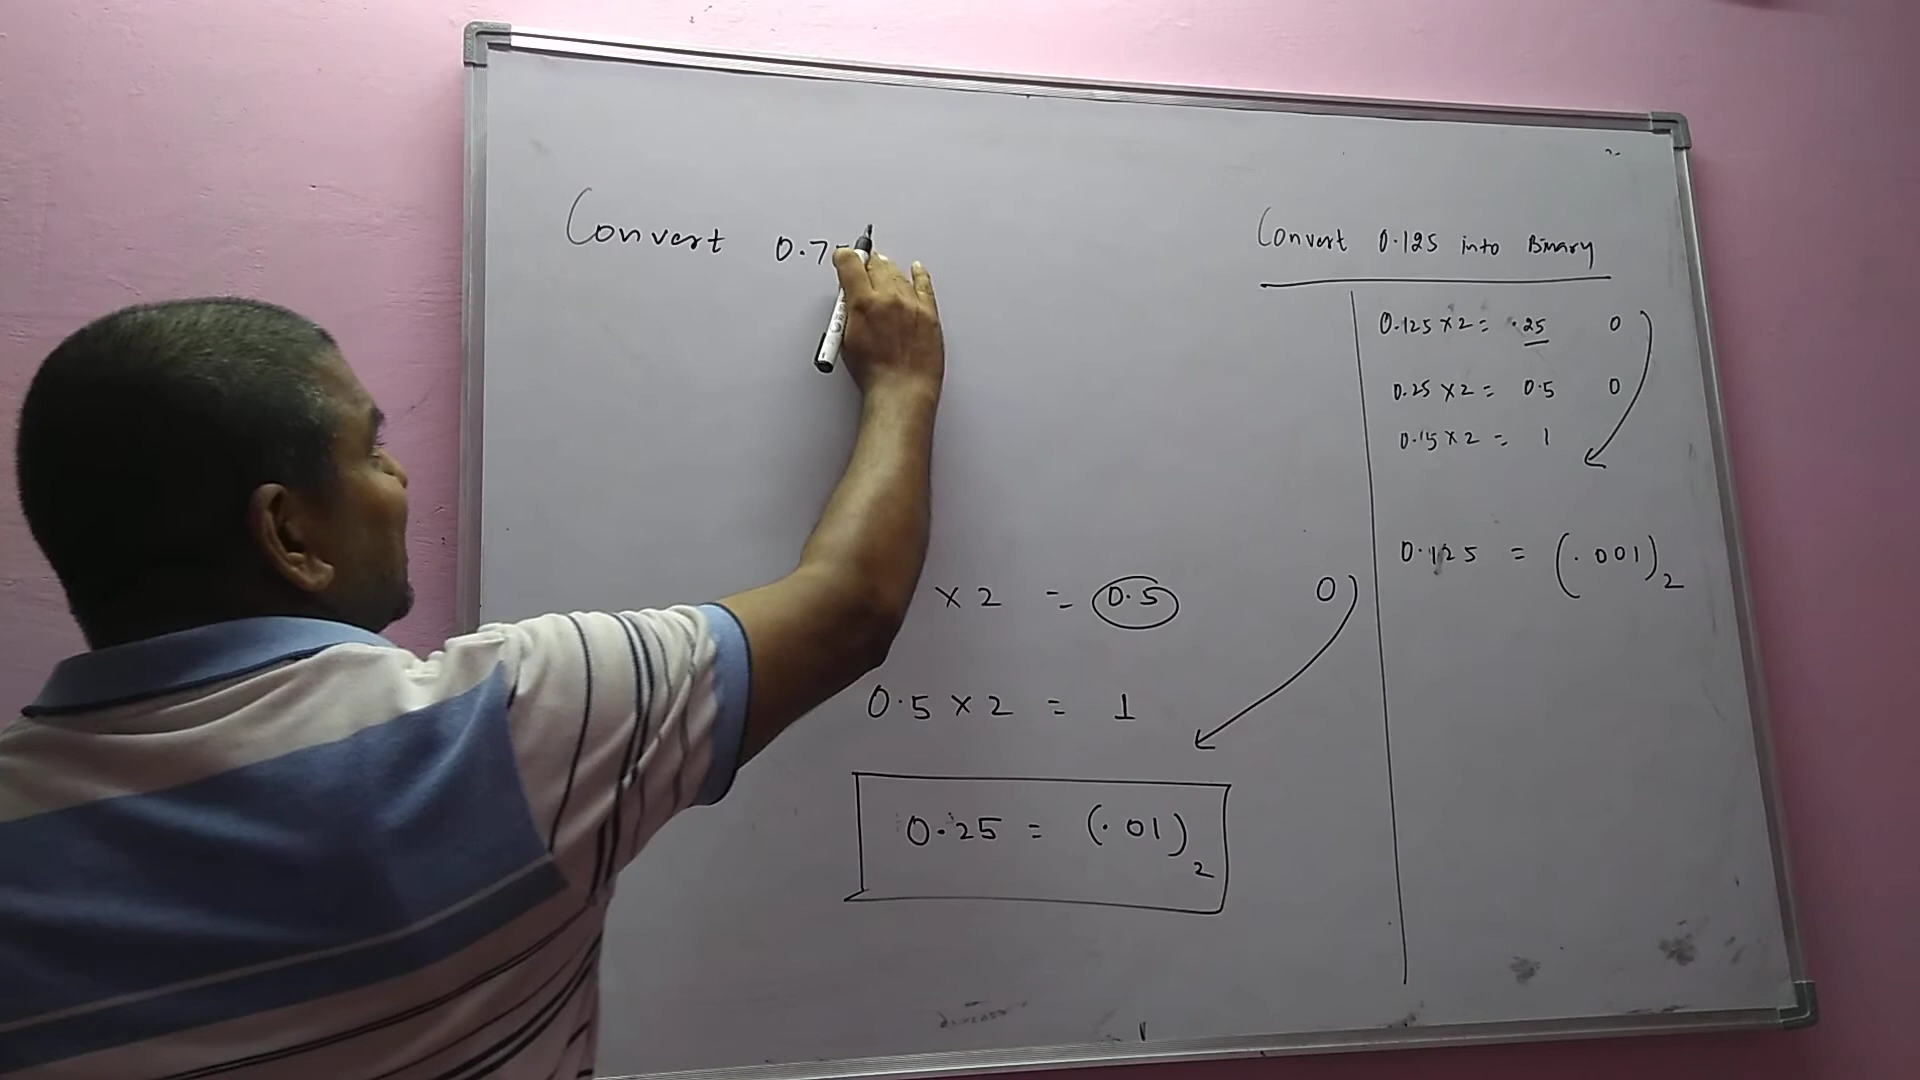 Convert 0.7
× 2 = 0.5 0
0.5 × 2 = 1
0.25 = (.01)2
Convert 0.125 into Binary
0.125 × 2 = .25 0
0.25 × 2 = 0.5 0
0.15 × 2 = 1
0.125 = (.001)2